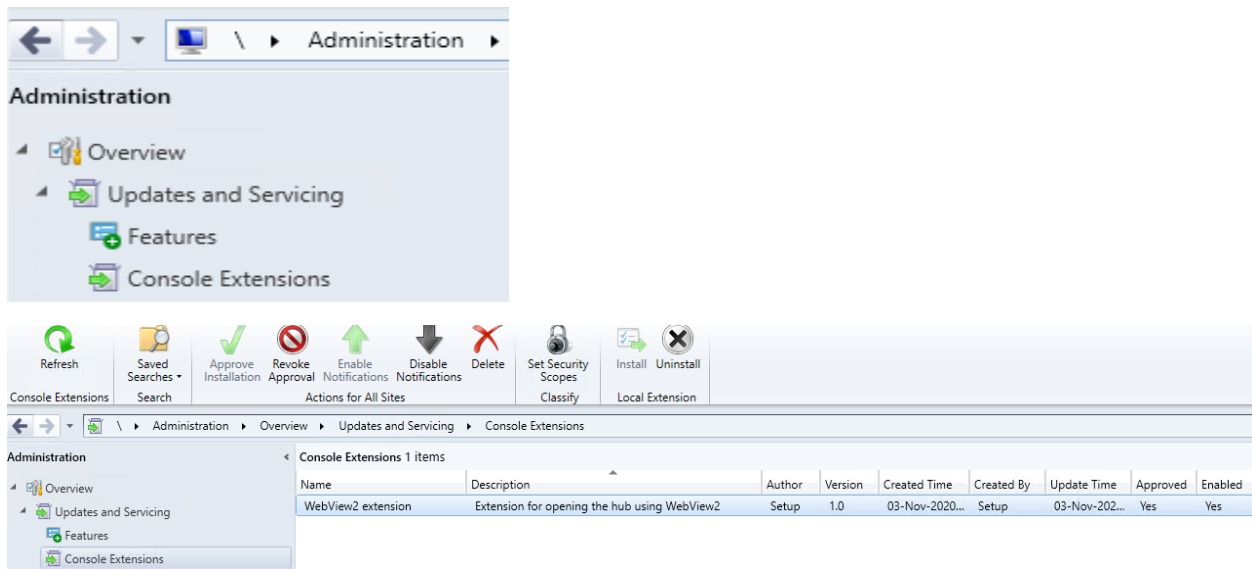 \ Administration
Administration
Overview
Updates and Servicing
Features
Console Extensions
Refresh Saved Searches Approve Installation Revoke Approval Enable Notifications Disable Notifications Delete Set Security Scopes Install Uninstall
Console Extensions Search Actions for All Sites Classify Local Extension
\ Administration Overview Updates and Servicing Console Extensions
Administration Console Extensions 1 items
Name Description Author Version Created Time Created By Update Time Approved Enabled
WebView2 extension Extension for opening the hub using WebView2 Setup 1.0 03-Nov-2020... Setup 03-Nov-202... Yes Yes
Overview
Updates and Servicing
Features
Console Extensions